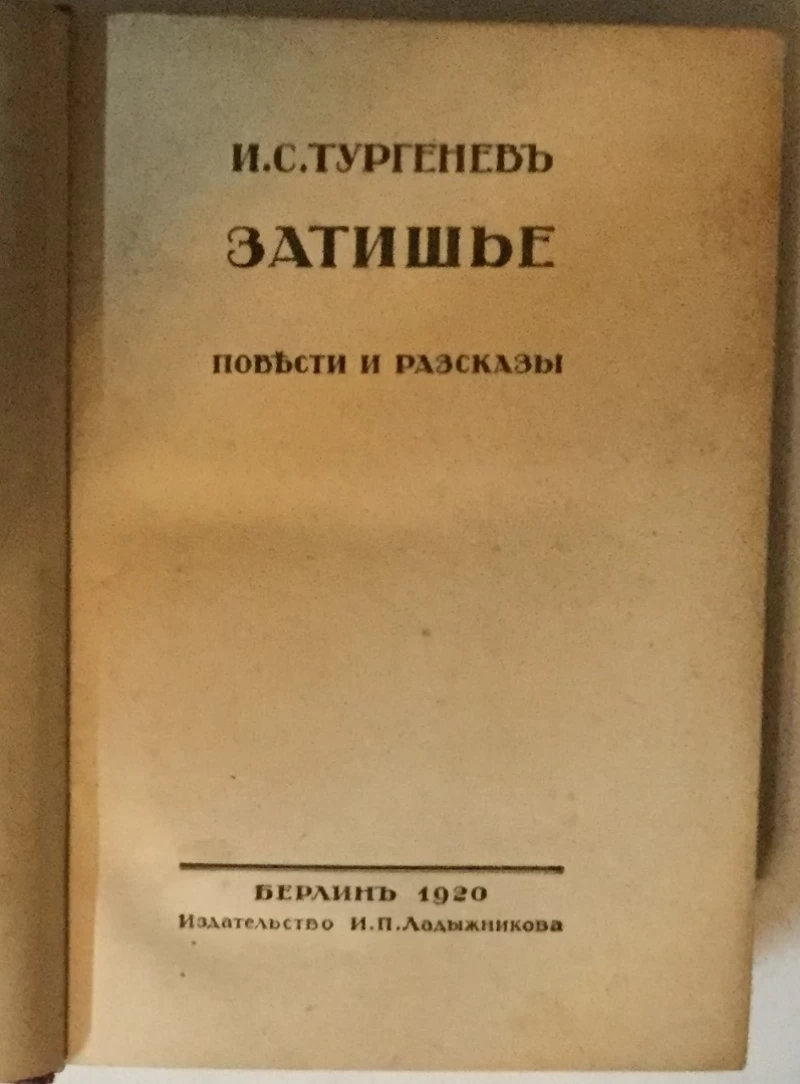 И.С.ТУРГЕНЕВЪ
ЗАТИШЬЕ
ПОВѢСТИ И РАЗСКАЗЫ
БЕРЛИНЪ 1920
Издательство И.П.Ладыжникова